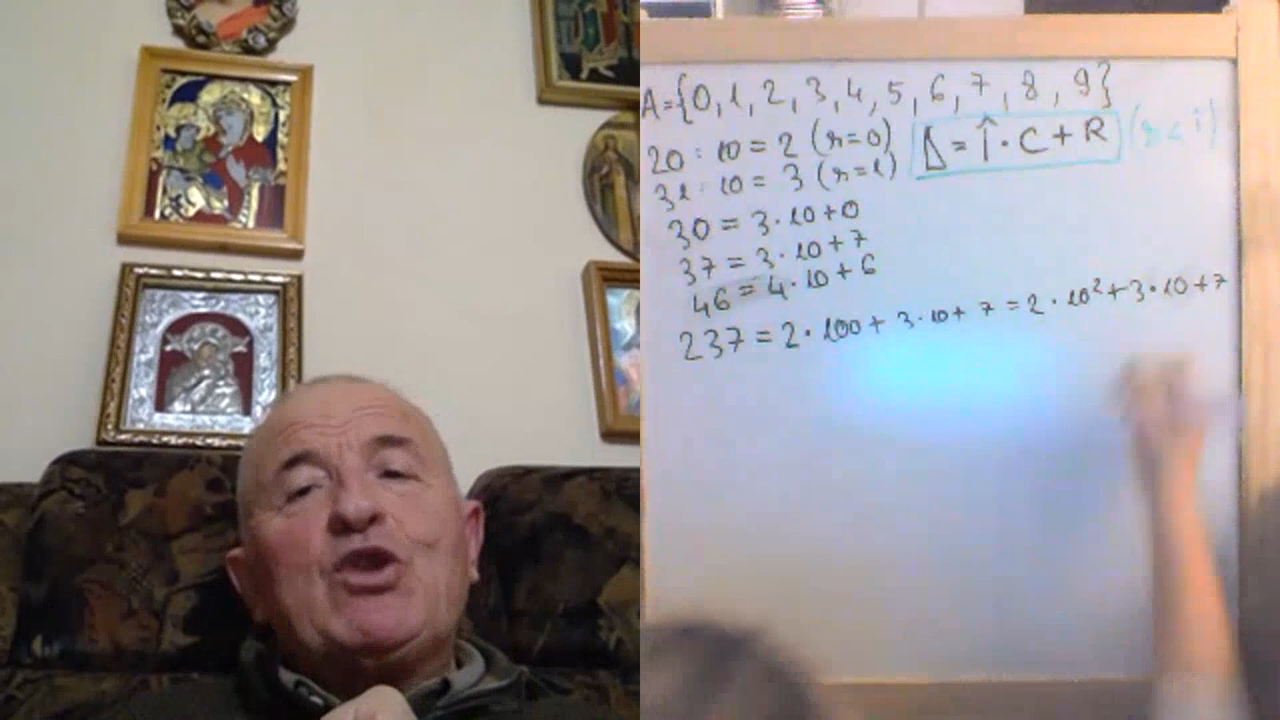 A={0, 1, 2, 3, 4, 5, 6, 7, 8, 9}
20 : 10 = 2 (r=0)
D = Î · C + R (r < î)
31 : 10 = 3 (r=1)
30 = 3 · 10 + 0
37 = 3 · 10 + 7
46 = 4 · 10 + 6
237 = 2 · 100 + 3 · 10 + 7 = 2 · 10² + 3 · 10 + 7